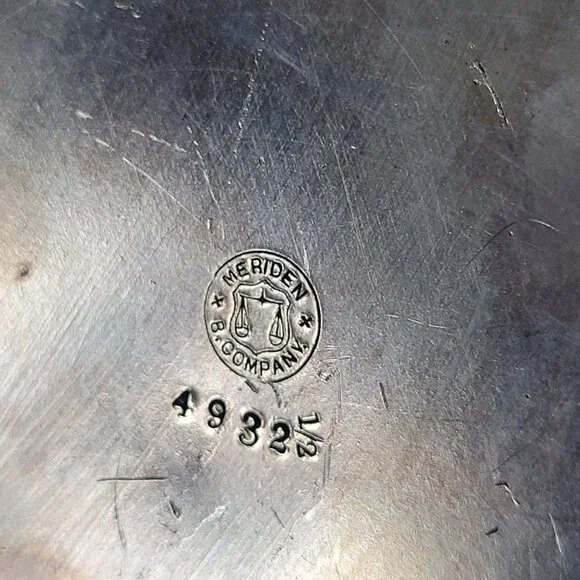 MERIDEN
B. COMPANY.
4932 1/2